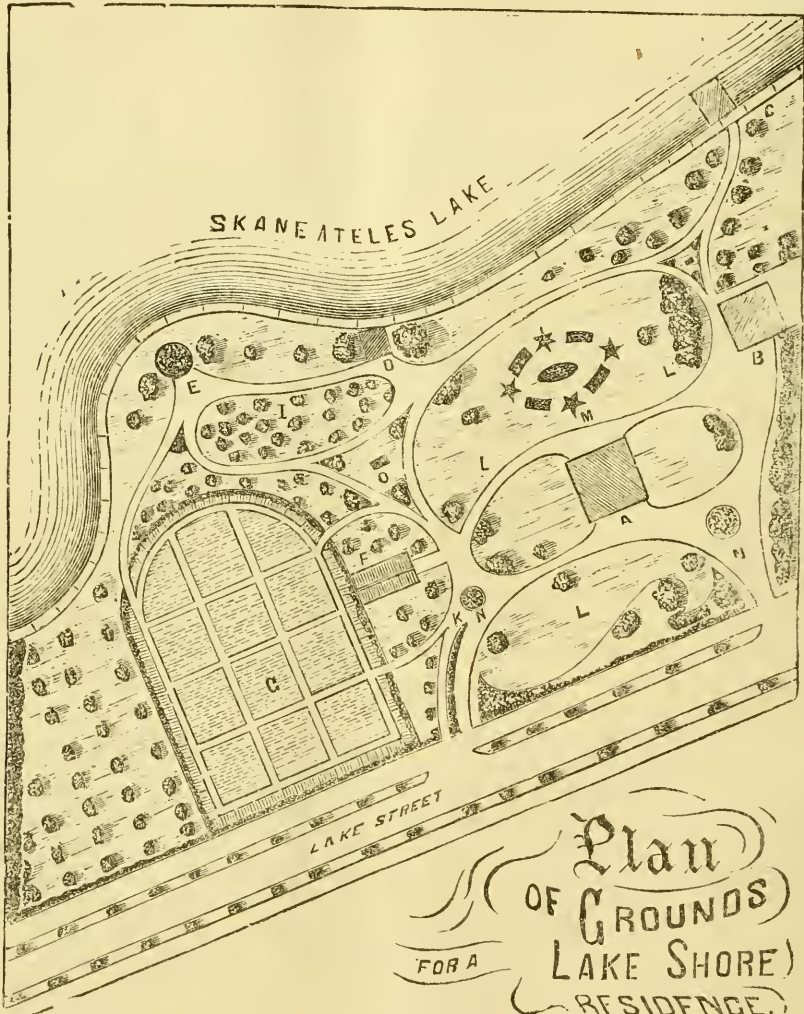 SKANEATELES LAKE
C
D
E
B
I
L
M
L
O
A
F
N
L
K N
G
LAKE STREET
Plan
OF GROUNDS
FOR A
LAKE SHORE
RESIDENCE.